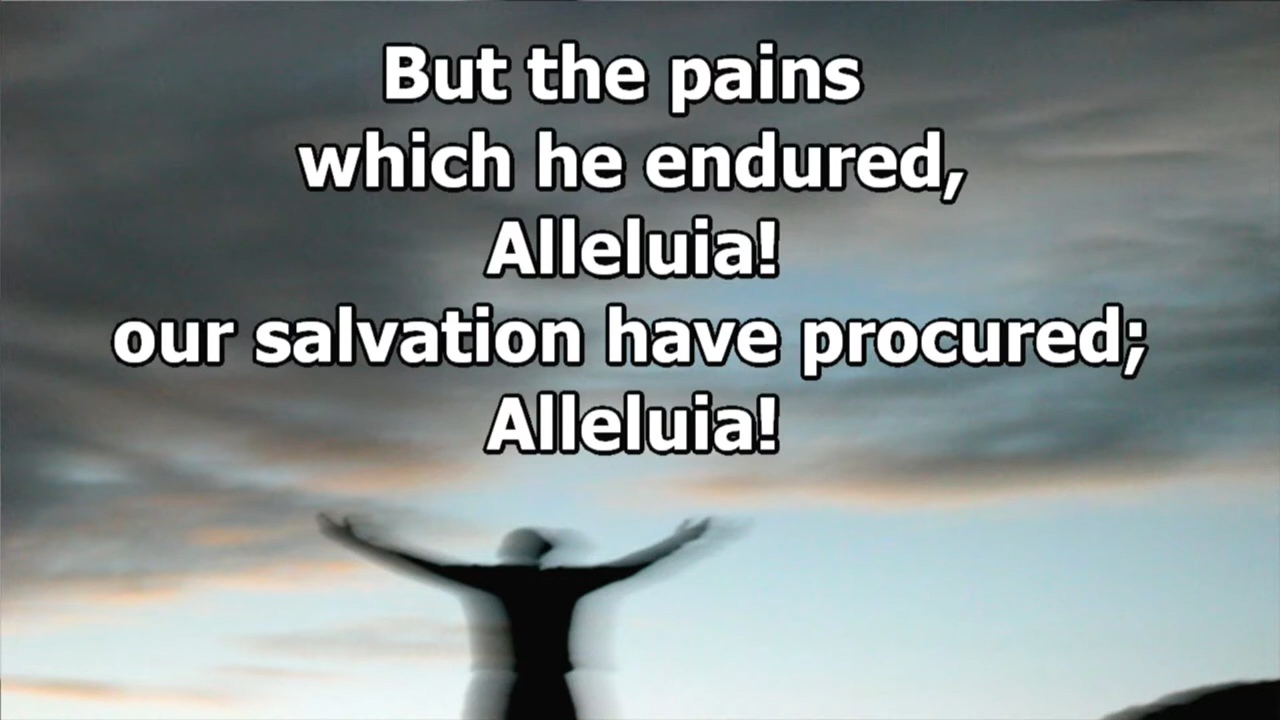 But the pains
which he endured,
Alleluia!
our salvation have procured;
Alleluia!